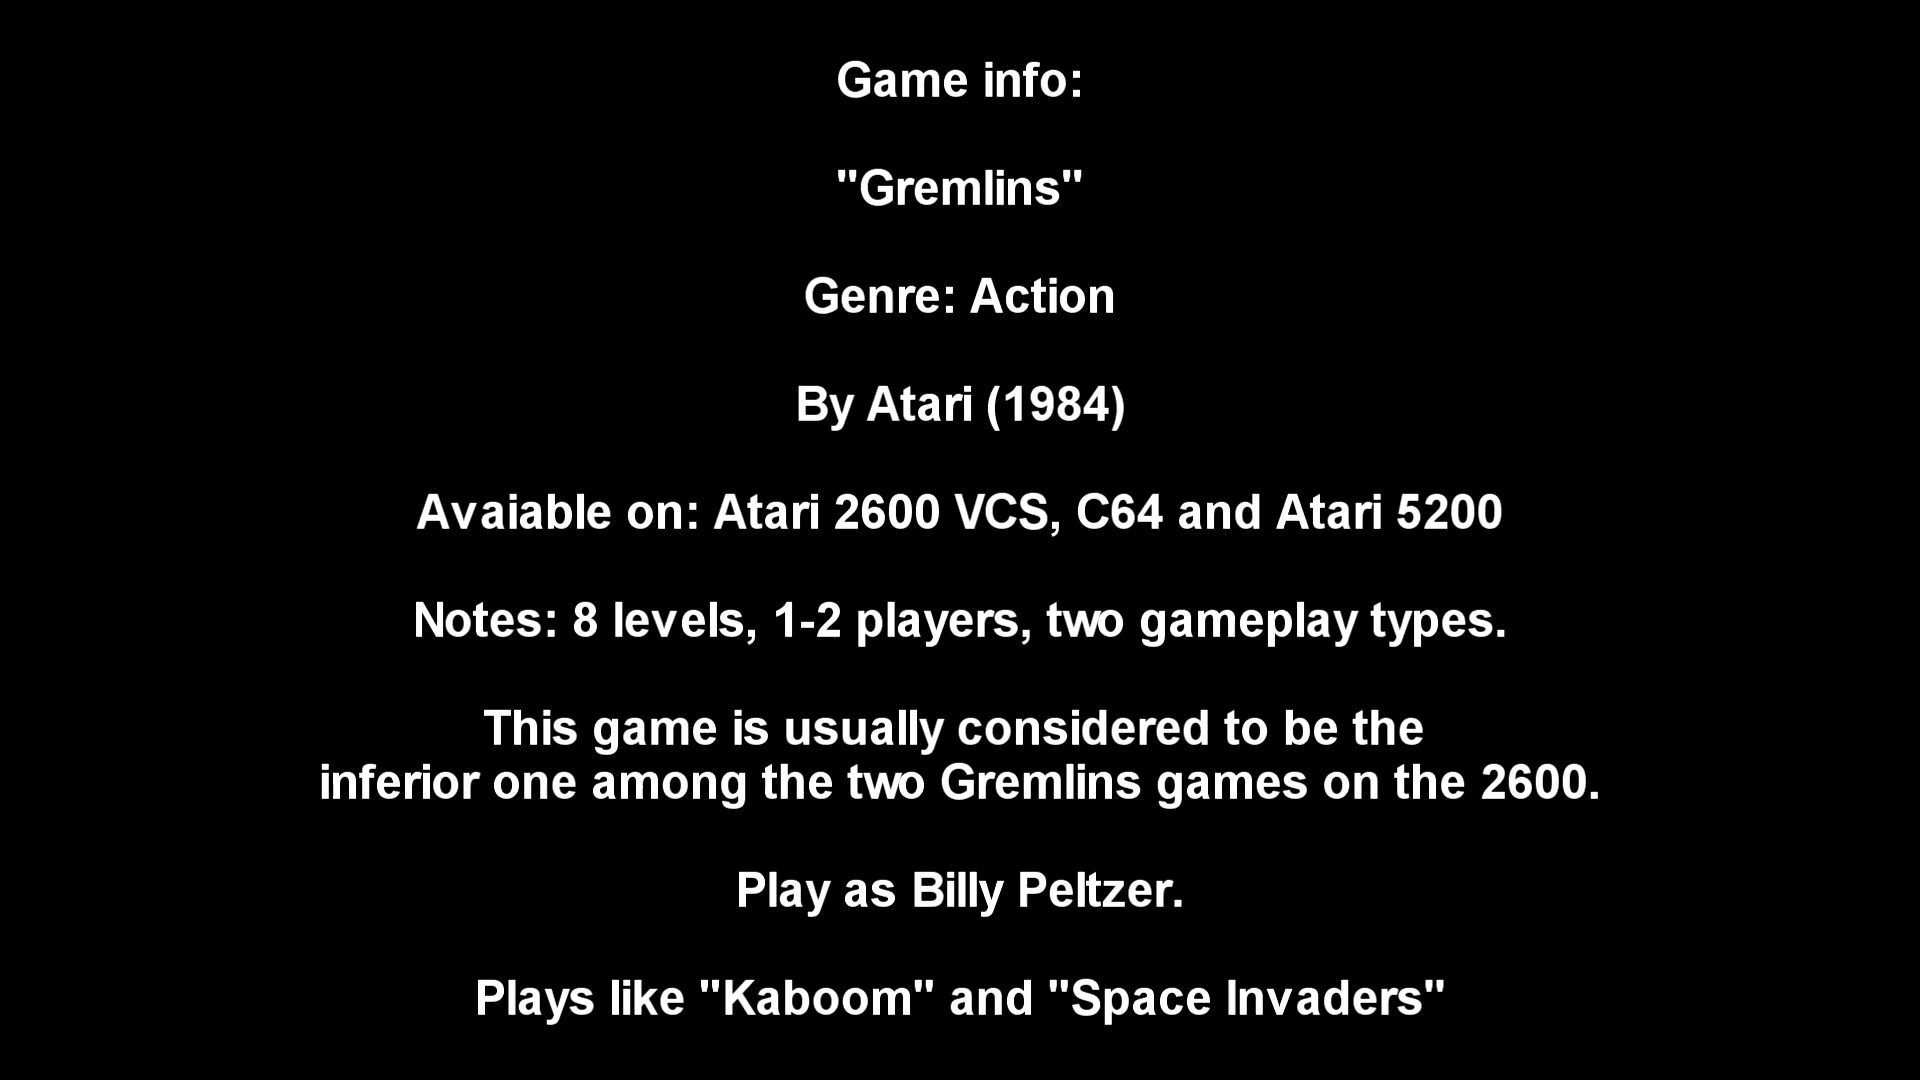 Game info:
"Gremlins"
Genre: Action
By Atari (1984)
Avaiable on: Atari 2600 VCS, C64 and Atari 5200
Notes: 8 levels, 1-2 players, two gameplay types.
This game is usually considered to be the
inferior one among the two Gremlins games on the 2600.
Play as Billy Peltzer.
Plays like "Kaboom" and "Space Invaders"